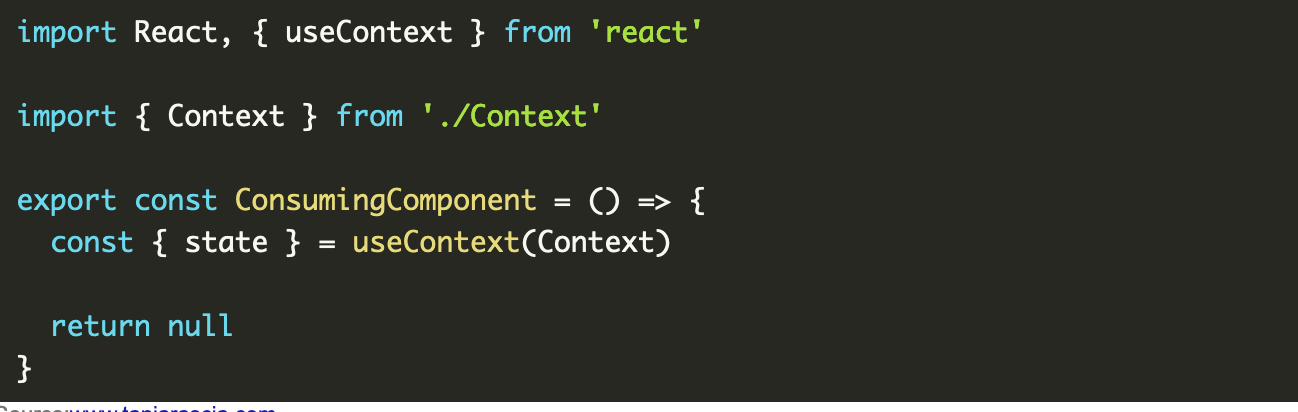 import React, { useContext } from 'react'
import { Context } from './Context'
export const ConsumingComponent = () => {
  const { state } = useContext(Context)
  return null
}
Source:www.taniarascia.com